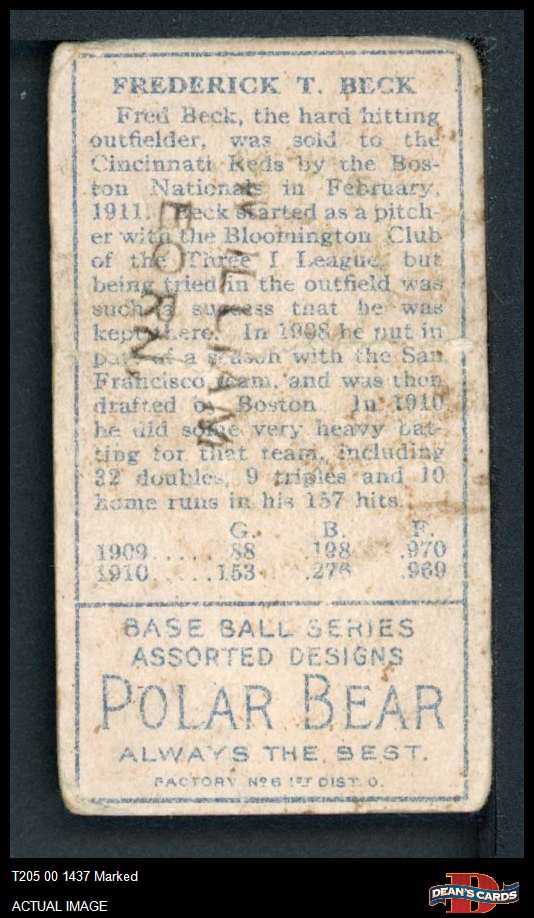 FREDERICK T. BECK
Fred Beck, the hard hitting
outfielder, was sold to the
Cincinnati Reds by the Bos-
ton Nationals in February,
1911. Beck started as a pitch-
er with the Bloomington Club
of the Three I League, but
being tried in the outfield was
such a success that he was
kept there. In 1908 he put in
part of a season with the San
Francisco team, and was then
drafted by Boston. In 1910
he did some very heavy bat-
ting for that team, including
32 doubles, 9 triples and 10
home runs in his 157 hits.
G. B. F.
1909..... 88 .198 .970
1910.....153 .275 .969
WILLIAM
BASE BALL SERIES
ASSORTED DESIGNS
POLAR BEAR
ALWAYS THE BEST.
FACTORY Nº 6 1ST DIST. O.
T205 00 1437 Marked
ACTUAL IMAGE
DEAN'S CARDS